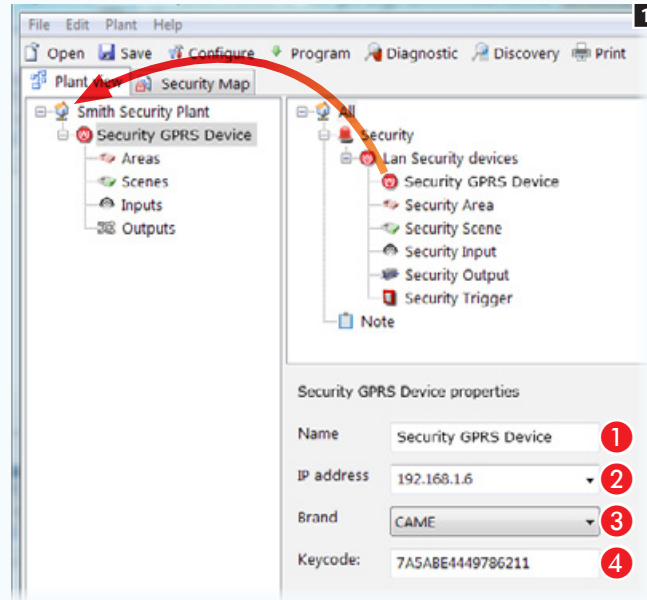 1
File Edit Plant Help
Open Save Configure Program Diagnostic Discovery Print
Plant View Security Map
Smith Security Plant
Security GPRS Device
Areas
Scenes
Inputs
Outputs
All
Security
Lan Security devices
Security GPRS Device
Security Area
Security Scene
Security Input
Security Output
Security Trigger
Note
Security GPRS Device properties
Name Security GPRS Device 1
IP address 192.168.1.6 2
Brand CAME 3
Keycode: 7A5ABE4449786211 4